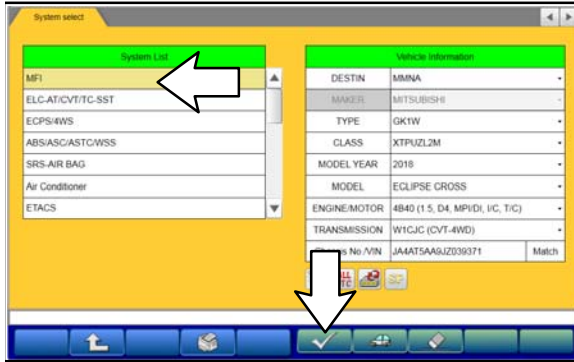 System select
System List
MFI
ELC-AT/CVT/TC-SST
ECPS/4WS
ABS/ASC/ASTC/WSS
SRS-AIR BAG
Air Conditioner
ETACS
Vehicle Information
DESTIN MMNA
MAKER MITSUBISHI
TYPE GK1W
CLASS XTPUZL2M
MODEL YEAR 2018
MODEL ECLIPSE CROSS
ENGINE/MOTOR 4B40 (1.5, D4, MPI/DI, I/C, T/C)
TRANSMISSION W1CJC (CVT-4WD)
No./VIN JA4AT5AA9JZ039371 Match
SP